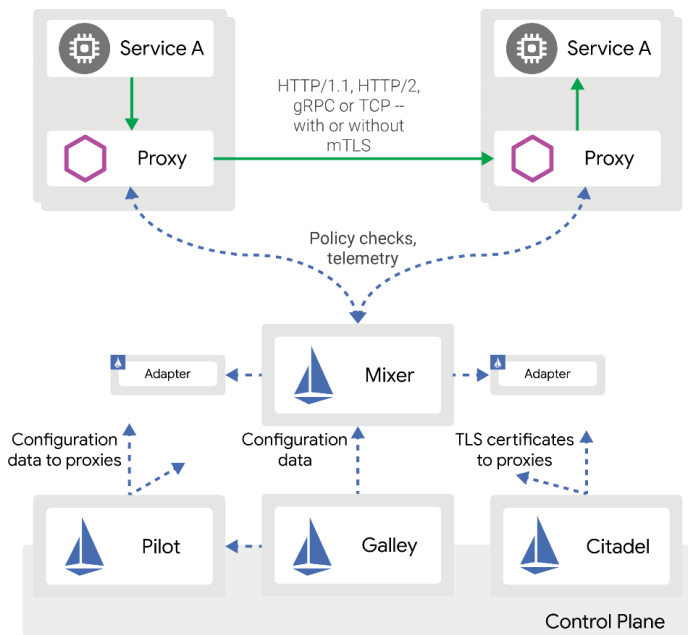 Service A
Service A
HTTP/1.1, HTTP/2,
gRPC or TCP --
with or without
mTLS
Proxy
Proxy
Policy checks,
telemetry
Mixer
Adapter
Adapter
Configuration
data to proxies
Configuration
data
TLS certificates
to proxies
Pilot
Galley
Citadel
Control Plane